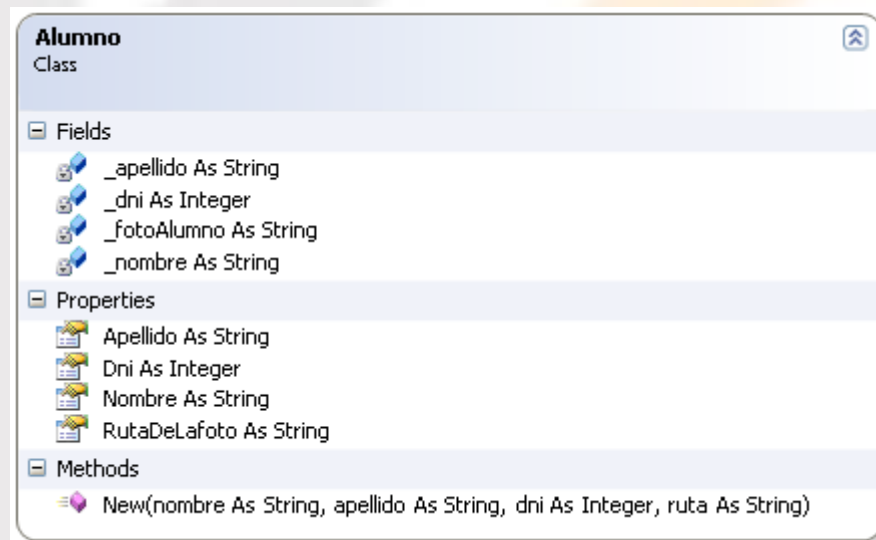 Alumno
Class
Fields
_apellido As String
_dni As Integer
_fotoAlumno As String
_nombre As String
Properties
Apellido As String
Dni As Integer
Nombre As String
RutaDeLafoto As String
Methods
New(nombre As String, apellido As String, dni As Integer, ruta As String)